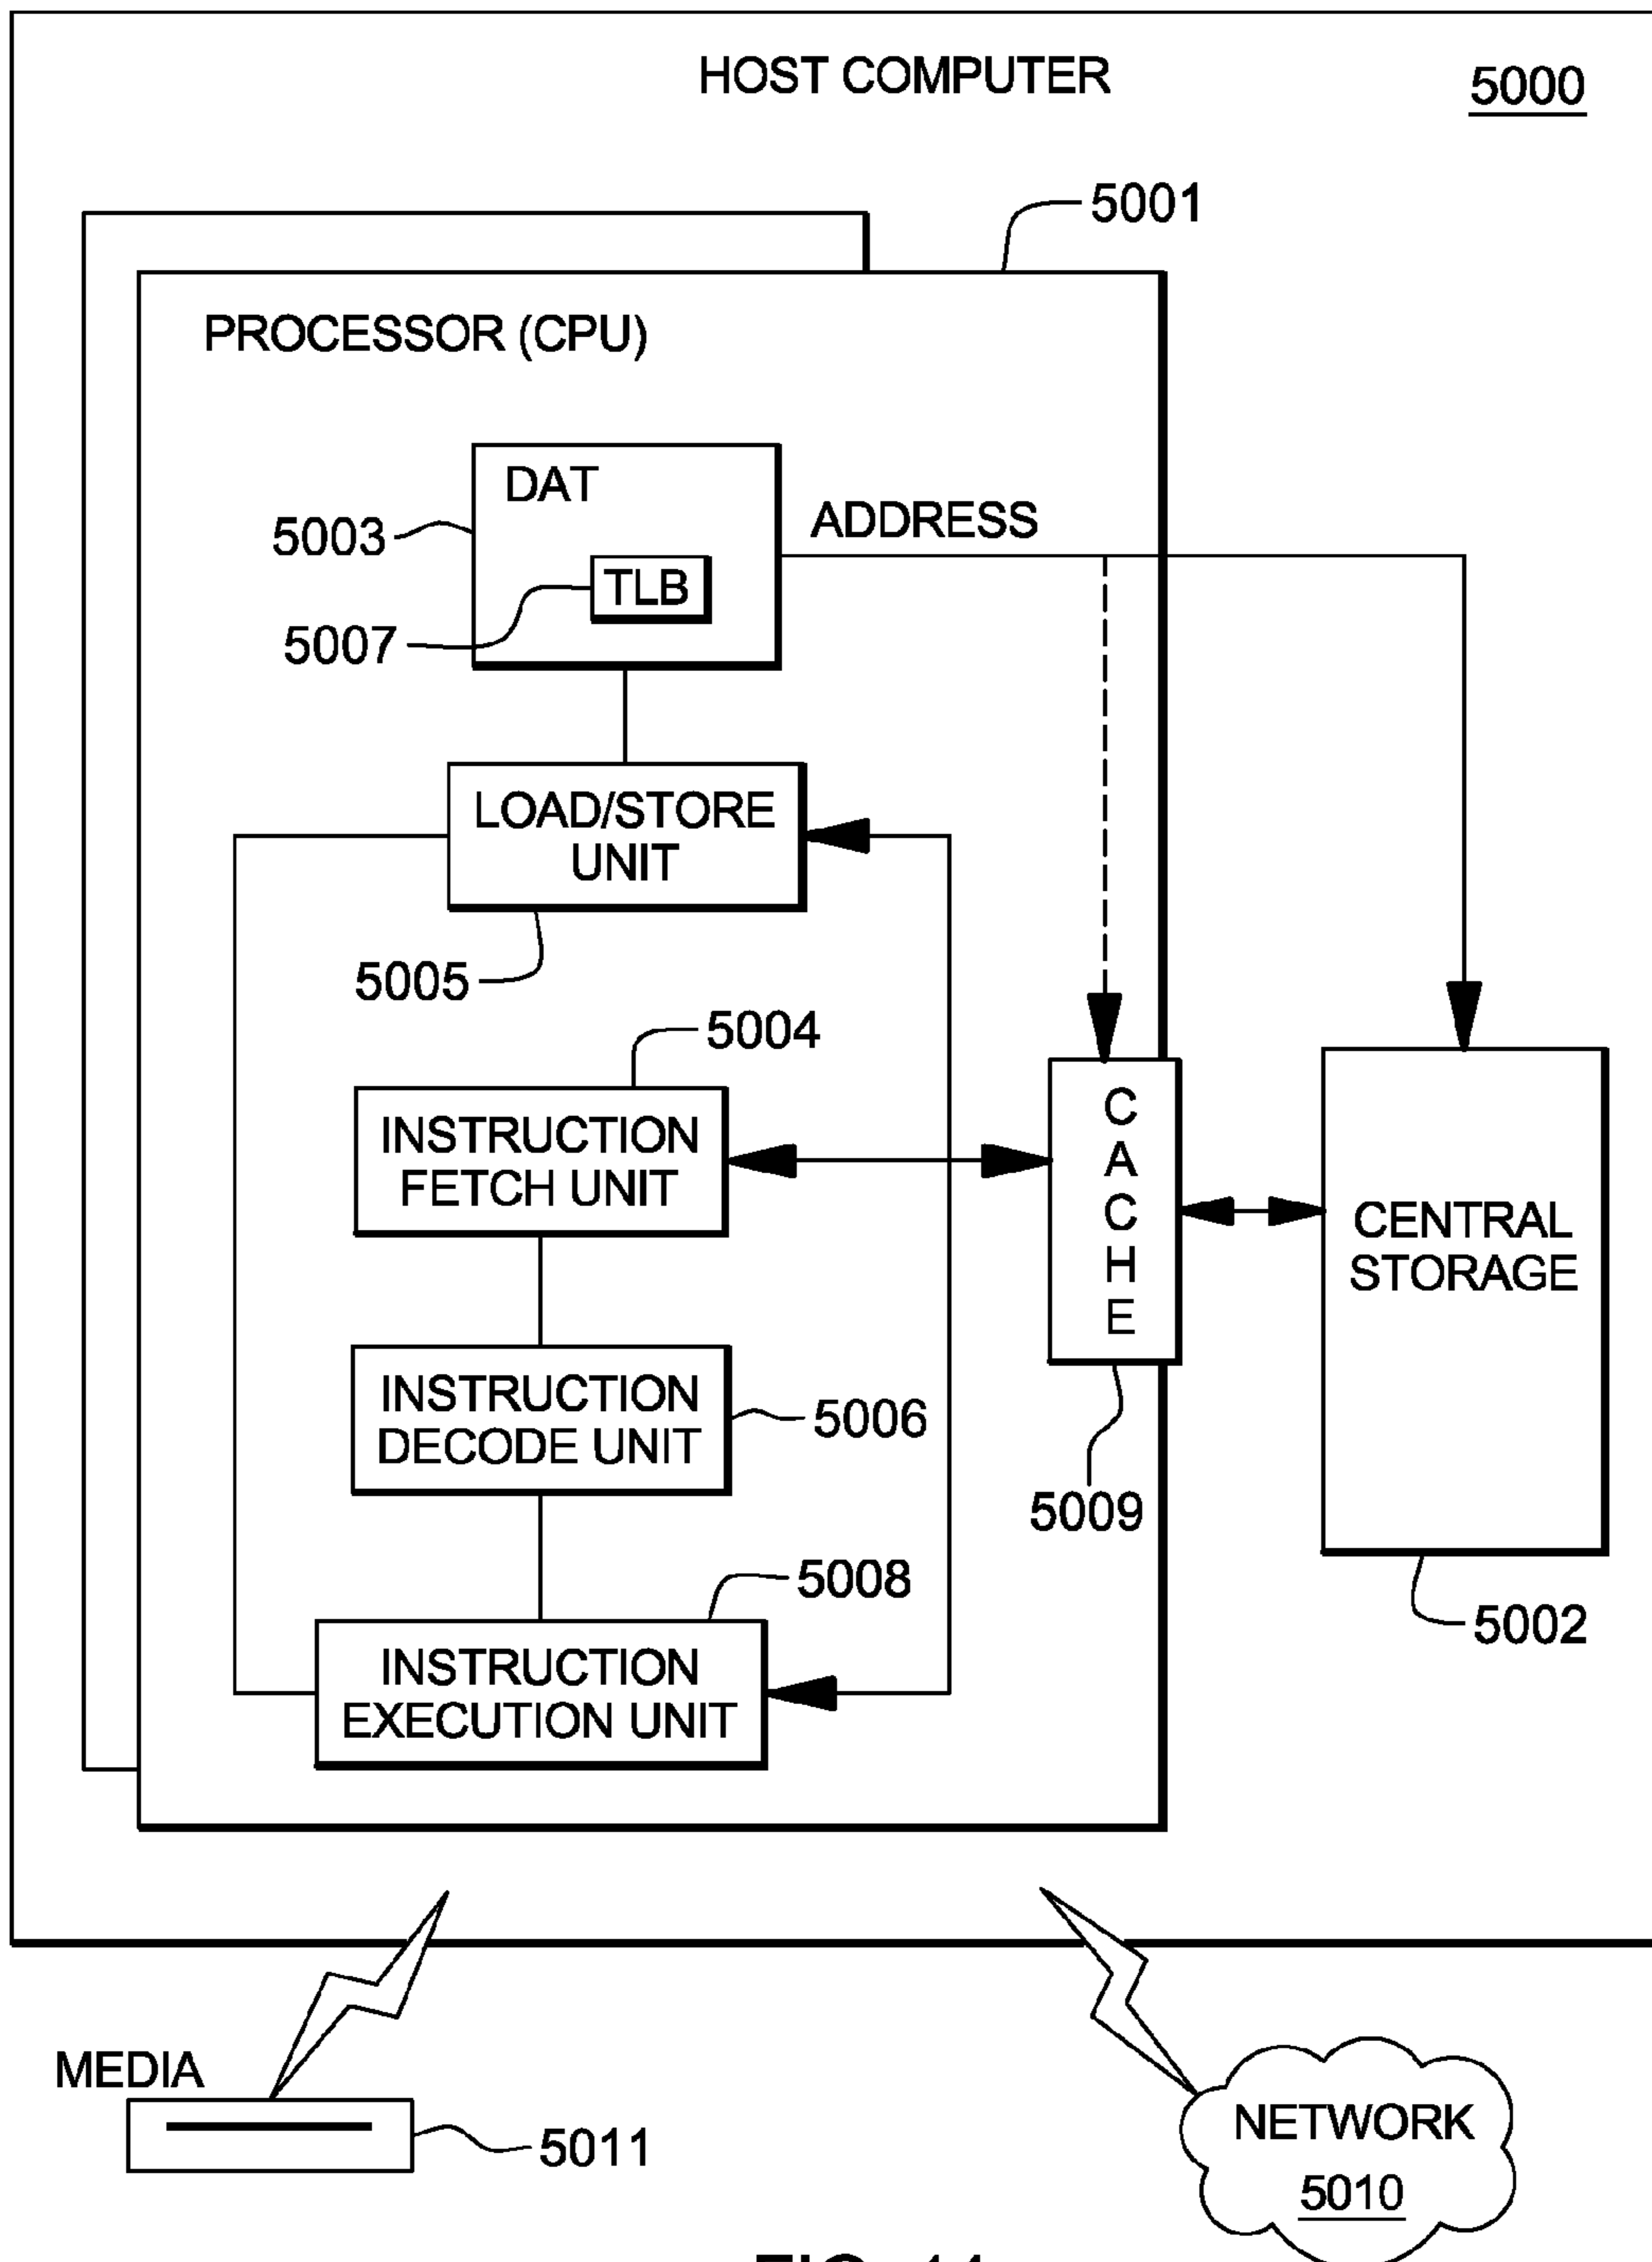 HOST COMPUTER
5000
5001
PROCESSOR (CPU)
DAT
ADDRESS
5003
TLB
5007
LOAD/STORE
UNIT
5005
5004
INSTRUCTION
FETCH UNIT
C
A
C
H
E
CENTRAL
STORAGE
INSTRUCTION
DECODE UNIT
5006
5009
5008
5002
INSTRUCTION
EXECUTION UNIT
MEDIA
5011
NETWORK
5010